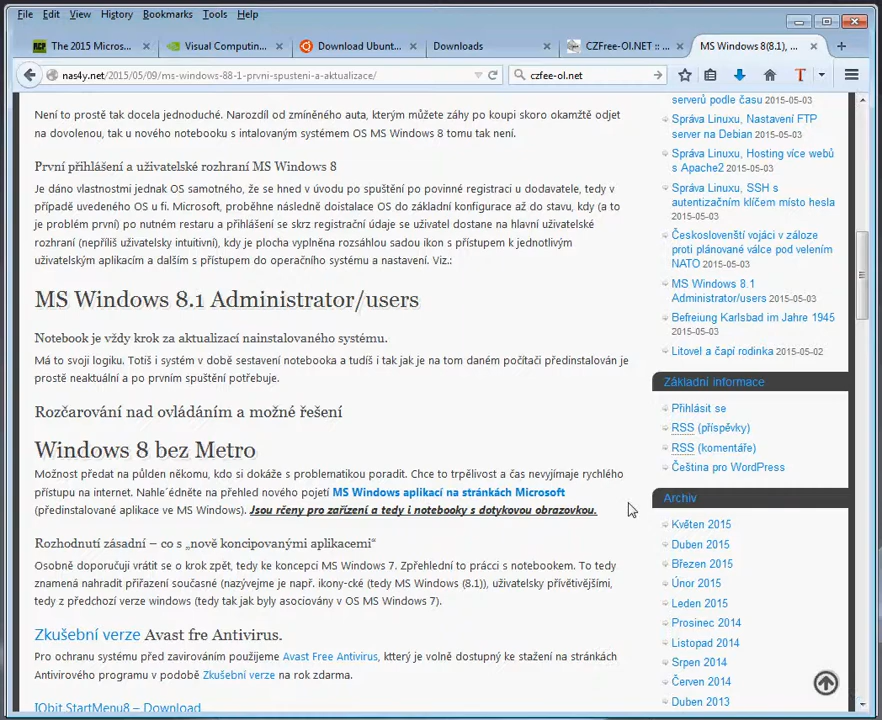 File Edit View History Bookmarks Tools Help
The 2015 Micros...
Visual Computin...
Download Ubunt...
Downloads
CZFree-Ol.NET :: ...
MS Windows 8(8.1), ...
nas4y.net/2015/05/09/ms-windows-88-1-prvni-spusteni-a-aktualizace/
czfree-ol.net
Není to prostě tak docela jednoduché. Narozdíl od zmíněného auta, kterým můžete záhy po koupi skoro okamžtě odjet
na dovolenou, tak u nového notebooku s intalovaným systémem OS MS Windows 8 tomu tak není.
První přihlášení a uživatelské rozhraní MS Windows 8
Je dáno vlastnostmi jednak OS samotného, že se hned v úvodu po spuštění po povinné registraci u dodavatele, tedy v
případě uvedeného OS u fi. Microsoft, proběhne následně doistalace OS do základní konfigurace až do stavu, kdy (a to
je problém první) po nutném restaru a přihlášení se skrz registrační údaje se uživatel dostane na hlavní uživatelské
rozhraní (nepříliš uživatelsky intuitivní), kdy je plocha vyplněna rozsáhlou sadou ikon s přístupem k jednotlivým
uživatelským aplikacím a dalším s přístupem do operačního systému a nastavení. Viz.:
MS Windows 8.1 Administrator/users
Notebook je vždy krok za aktualizací nainstalovaného systému.
Má to svoji logiku. Totiš i systém v době sestavení notebooka a tudíš i tak jak je na tom daném počítači předinstalován je
prostě neaktuální a po prvním spuštění potřebuje.
Rozčarování nad ovládáním a možné řešení
Windows 8 bez Metro
Možnost předat na půlden někomu, kdo si dokáže s problematikou poradit. Chce to trpělivost a čas nevyjímaje rychlého
přístupu na internet. Nahle´édněte na přehled nového pojetí MS Windows aplikací na stránkách Microsoft
(předinstalované aplikace ve MS Windows). Jsou rčeny pro zařízení a tedy i notebooky s dotykovou obrazovkou.
Rozhodnutí zásadní – co s „nově koncipovanými aplikacemi“
Osobně doporučuji vrátit se o krok zpět, tedy ke koncepci MS Windows 7. Zpřehlední to prácci s notebookem. To tedy
znamená nahradit přiřazení současné (nazývejme je např. ikony-cké (tedy MS Windows (8.1)), uživatelsky přívětivějšími,
tedy z předchozí verze windows (tedy tak jak byly asociovány v OS MS Windows 7).
Zkušební verze Avast fre Antivirus.
Pro ochranu systému před zavirováním použijeme Avast Free Antivirus, ktterý je volně dostupný ke stažení na stránkách
Antivirového programu v podobě Zkušební verze na rok zdarma.
IObit StartMenu8 – Download
serverů podle času 2015-05-03
Správa Linuxu, Nastavení FTP
server na Debian 2015-05-03
Správa Linuxu, Hosting více webů
s Apache2 2015-05-03
Správa Linuxu, SSH s
autentizačním klíčem místo hesla
2015-05-03
Českoslovenští vojáci v záloze
proti plánované válce pod velením
NATO 2015-05-03
MS Windows 8.1
Administrator/users 2015-05-03
Befreiung Karlsbad im Jahre 1945
2015-05-03
Litovel a čapí rodinka 2015-05-02
Základní informace
Přihlásit se
RSS (příspěvky)
RSS (komentáře)
Čeština pro WordPress
Archiv
Květen 2015
Duben 2015
Březen 2015
Únor 2015
Leden 2015
Prosinec 2014
Listopad 2014
Srpen 2014
Červen 2014
Duben 2013